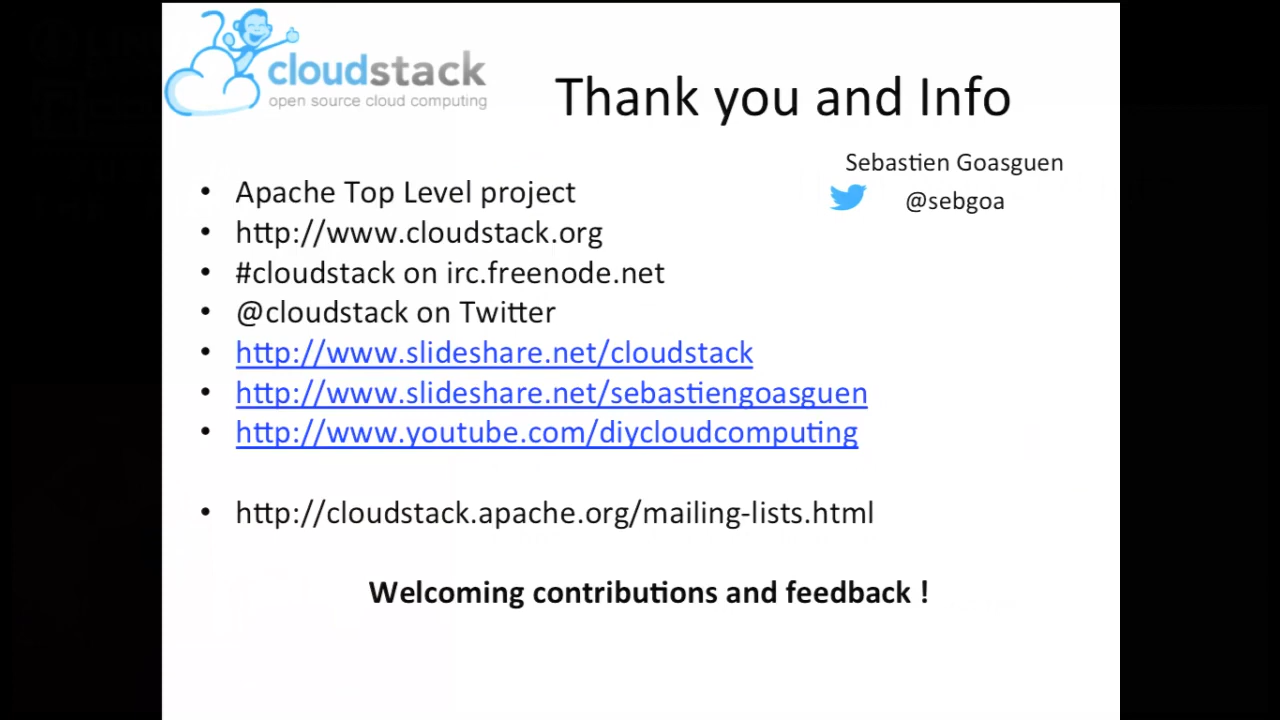 cloudstack
open source cloud computing
Thank you and Info
Sebastien Goasguen
@sebgoa
• Apache Top Level project
• http://www.cloudstack.org
• #cloudstack on irc.freenode.net
• @cloudstack on Twitter
• http://www.slideshare.net/cloudstack
• http://www.slideshare.net/sebastiengoasguen
• http://www.youtube.com/diycloudcomputing
• http://cloudstack.apache.org/mailing-lists.html
Welcoming contributions and feedback !